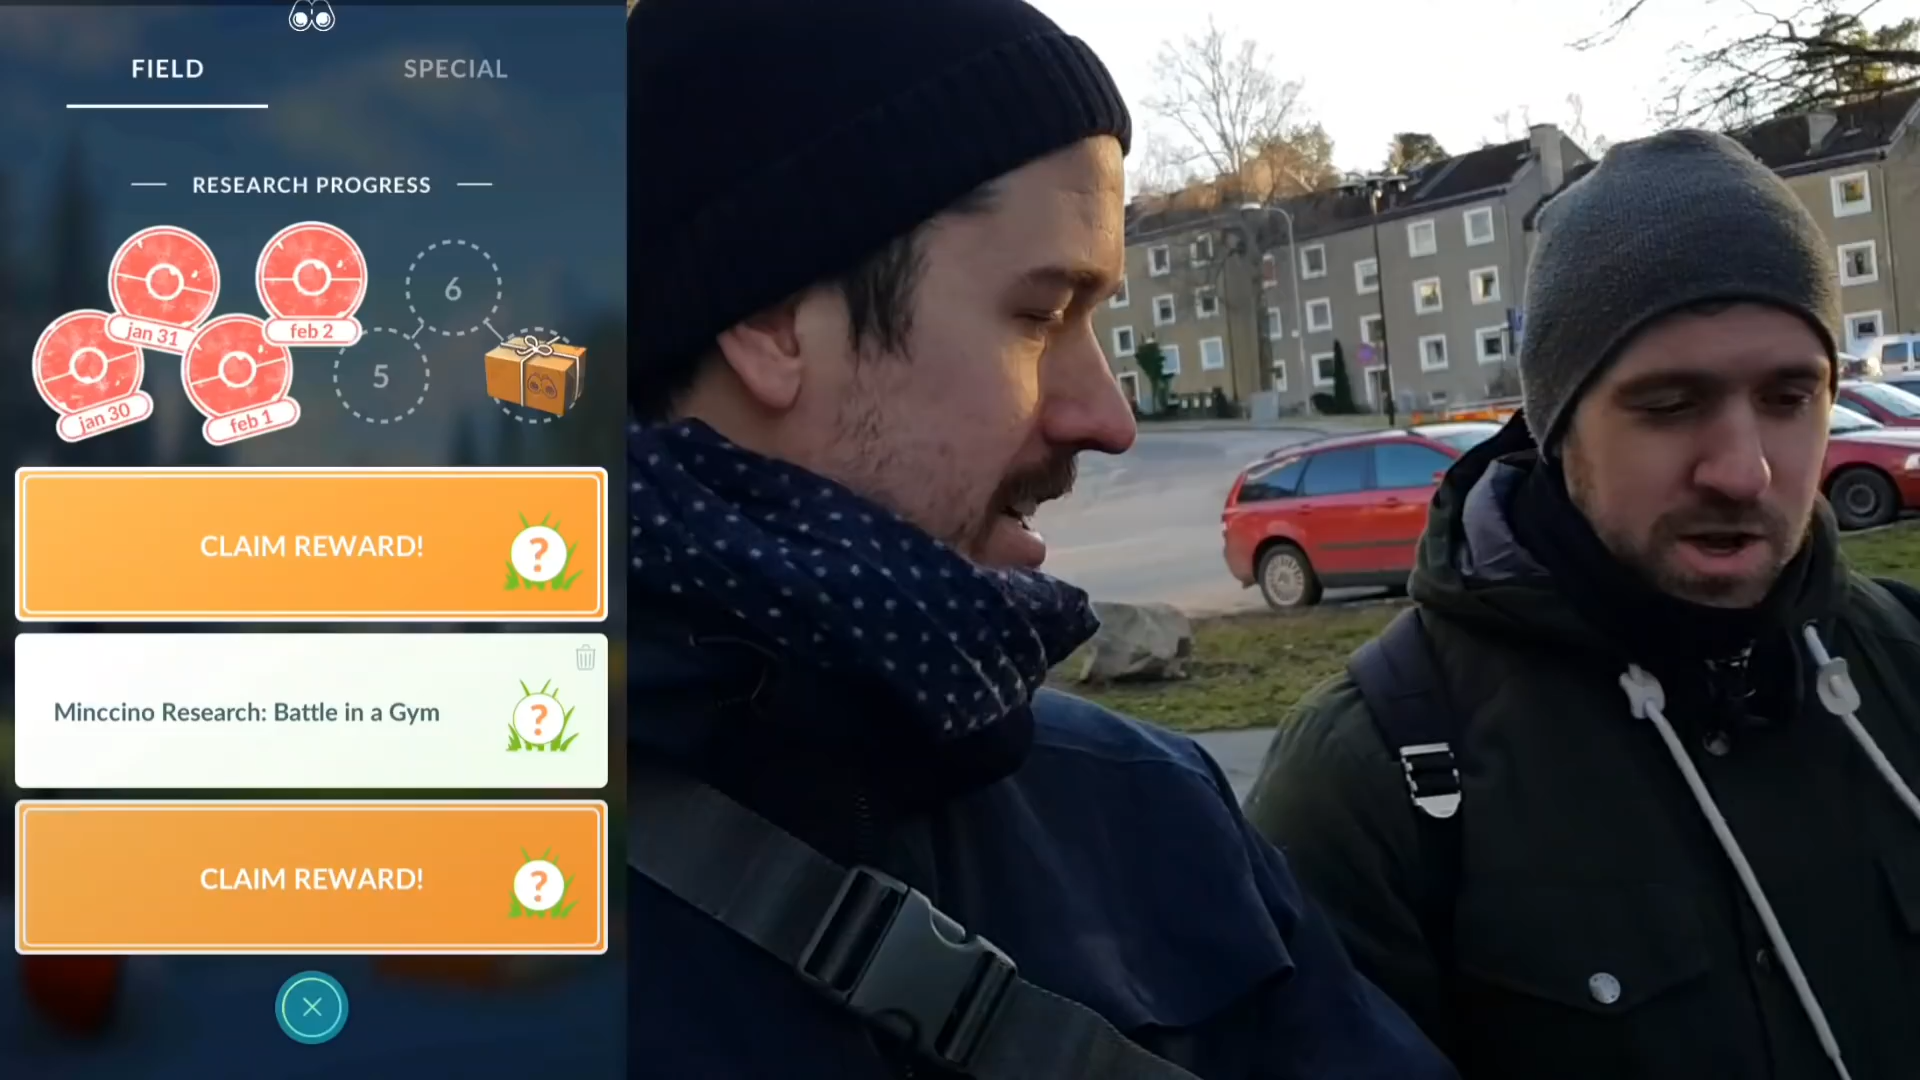 FIELD
SPECIAL
RESEARCH PROGRESS
jan 31
feb 2
6
5
jan 30
feb 1
CLAIM REWARD!
?
Minccino Research: Battle in a Gym
?
CLAIM REWARD!
?